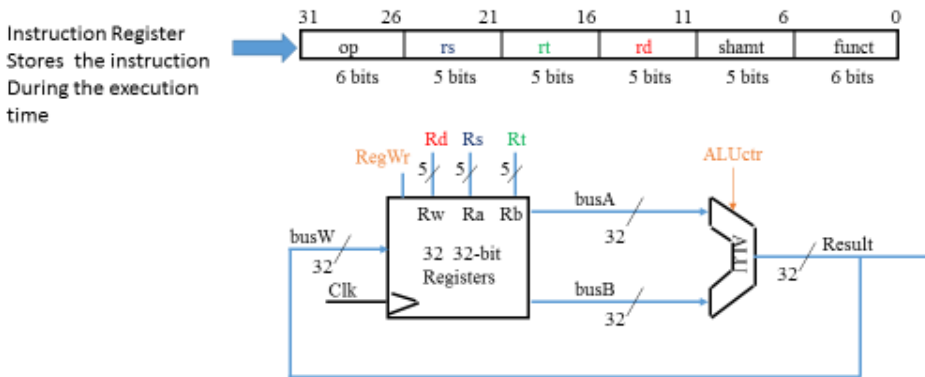 31 26 21 16 11 6 0
Instruction Register
Stores the instruction
During the execution
time
op rs rt rd shamt funct
6 bits 5 bits 5 bits 5 bits 5 bits 6 bits
Rd Rs Rt
RegWr ALUctr
5 5 5
Rw Ra Rb
busA
32
busW
32
32 32-bit
Registers
ALU
Result
32
Clk
busB
32